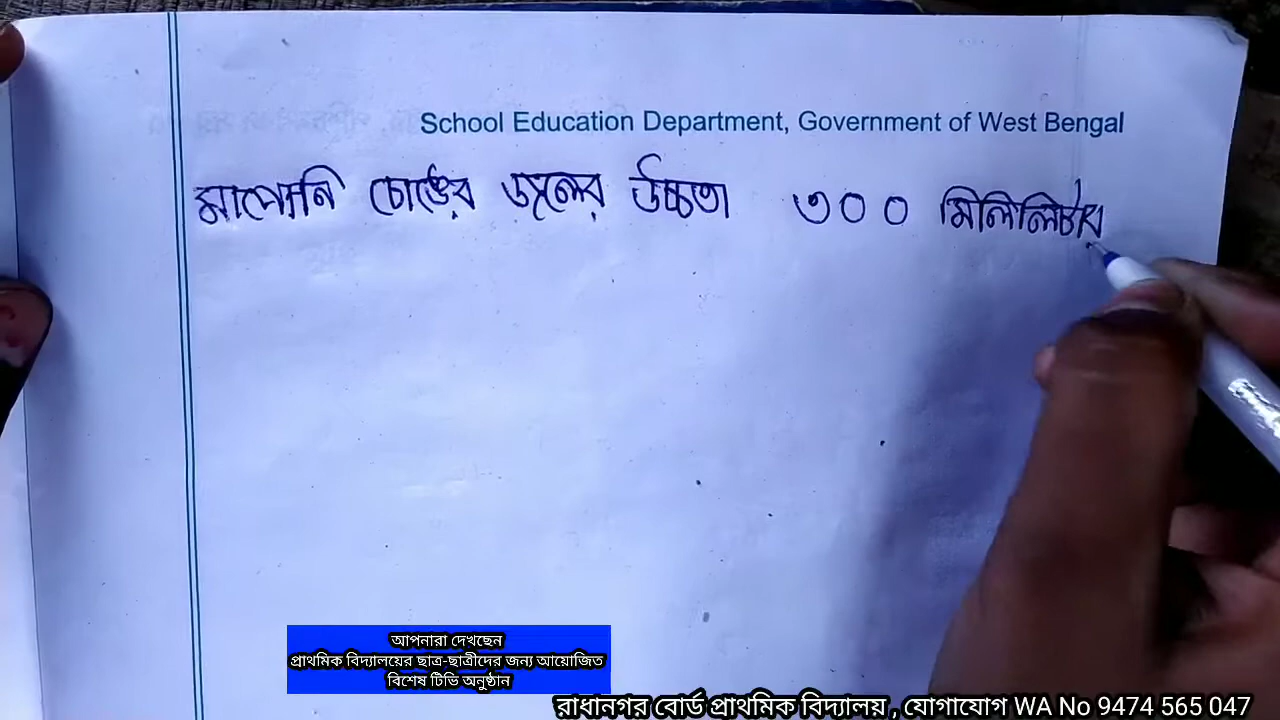 School Education Department, Government of West Bengal
মাপোনি চোঙের জলের উচ্চতা ৩০০ মিলিলিটার
আপনারা দেখছেন
প্রাথমিক বিদ্যালয়ের ছাত্র-ছাত্রীদের জন্য আয়োজিত
বিশেষ টিভি অনুষ্ঠান
রাধানগর বোর্ড প্রাথমিক বিদ্যালয় , যোগাযোগ WA No 9474 565 047